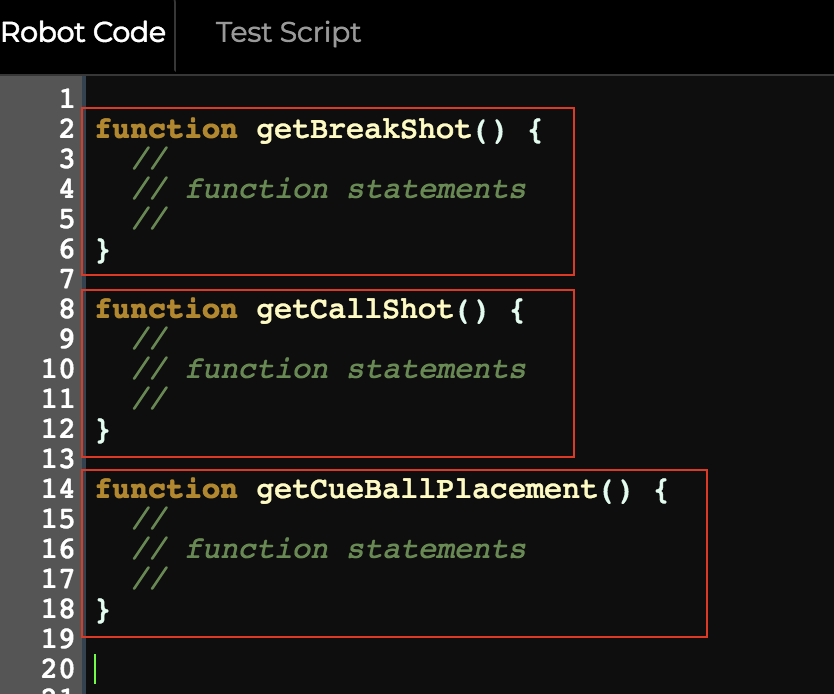 Robot Code Test Script
1
2 function getBreakShot() {
3 //
4 // function statements
5 //
6 }
7
8 function getCallShot() {
9 //
10 // function statements
11 //
12 }
13
14 function getCueBallPlacement() {
15 //
16 // function statements
17 //
18 }
19
20
21